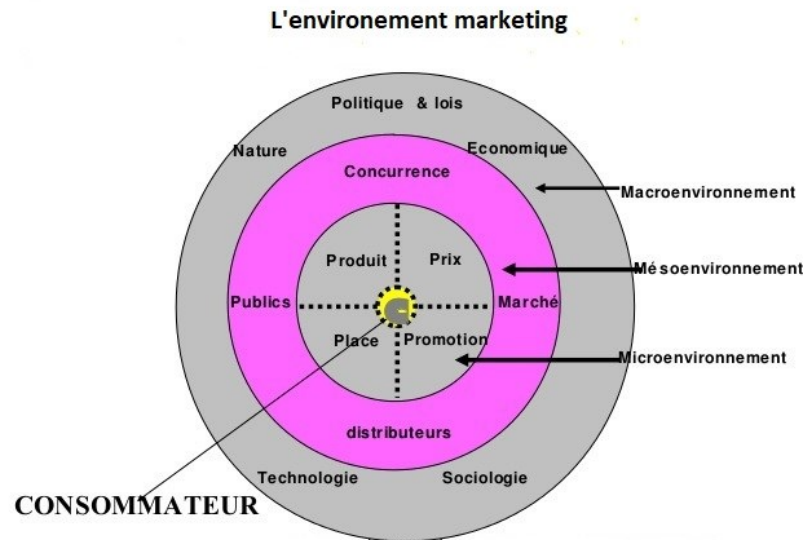 L'environement marketing
Politique & lois
Nature
Economique
Concurrence
Macroenvironnement
Produit
Prix
Mésoenvironnement
Publics
Marché
Place
Promotion
Microenvironnement
distributeurs
Technologie
Sociologie
CONSOMMATEUR